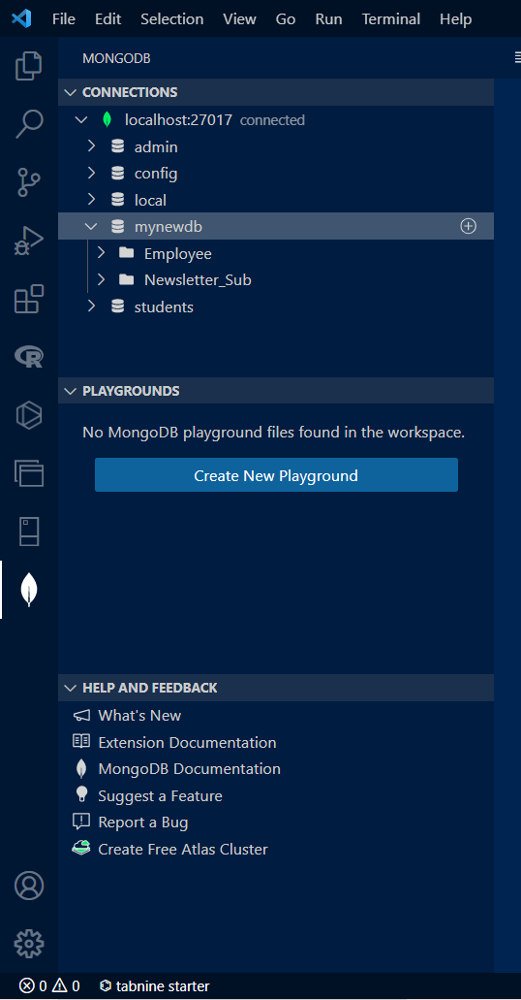 File Edit Selection View Go Run Terminal Help
MONGODB
CONNECTIONS
localhost:27017 connected
admin
config
local
mynewdb
Employee
Newsletter_Sub
students
PLAYGROUNDS
No MongoDB playground files found in the workspace.
Create New Playground
HELP AND FEEDBACK
What's New
Extension Documentation
MongoDB Documentation
Suggest a Feature
Report a Bug
Create Free Atlas Cluster
0 0 tabnine starter